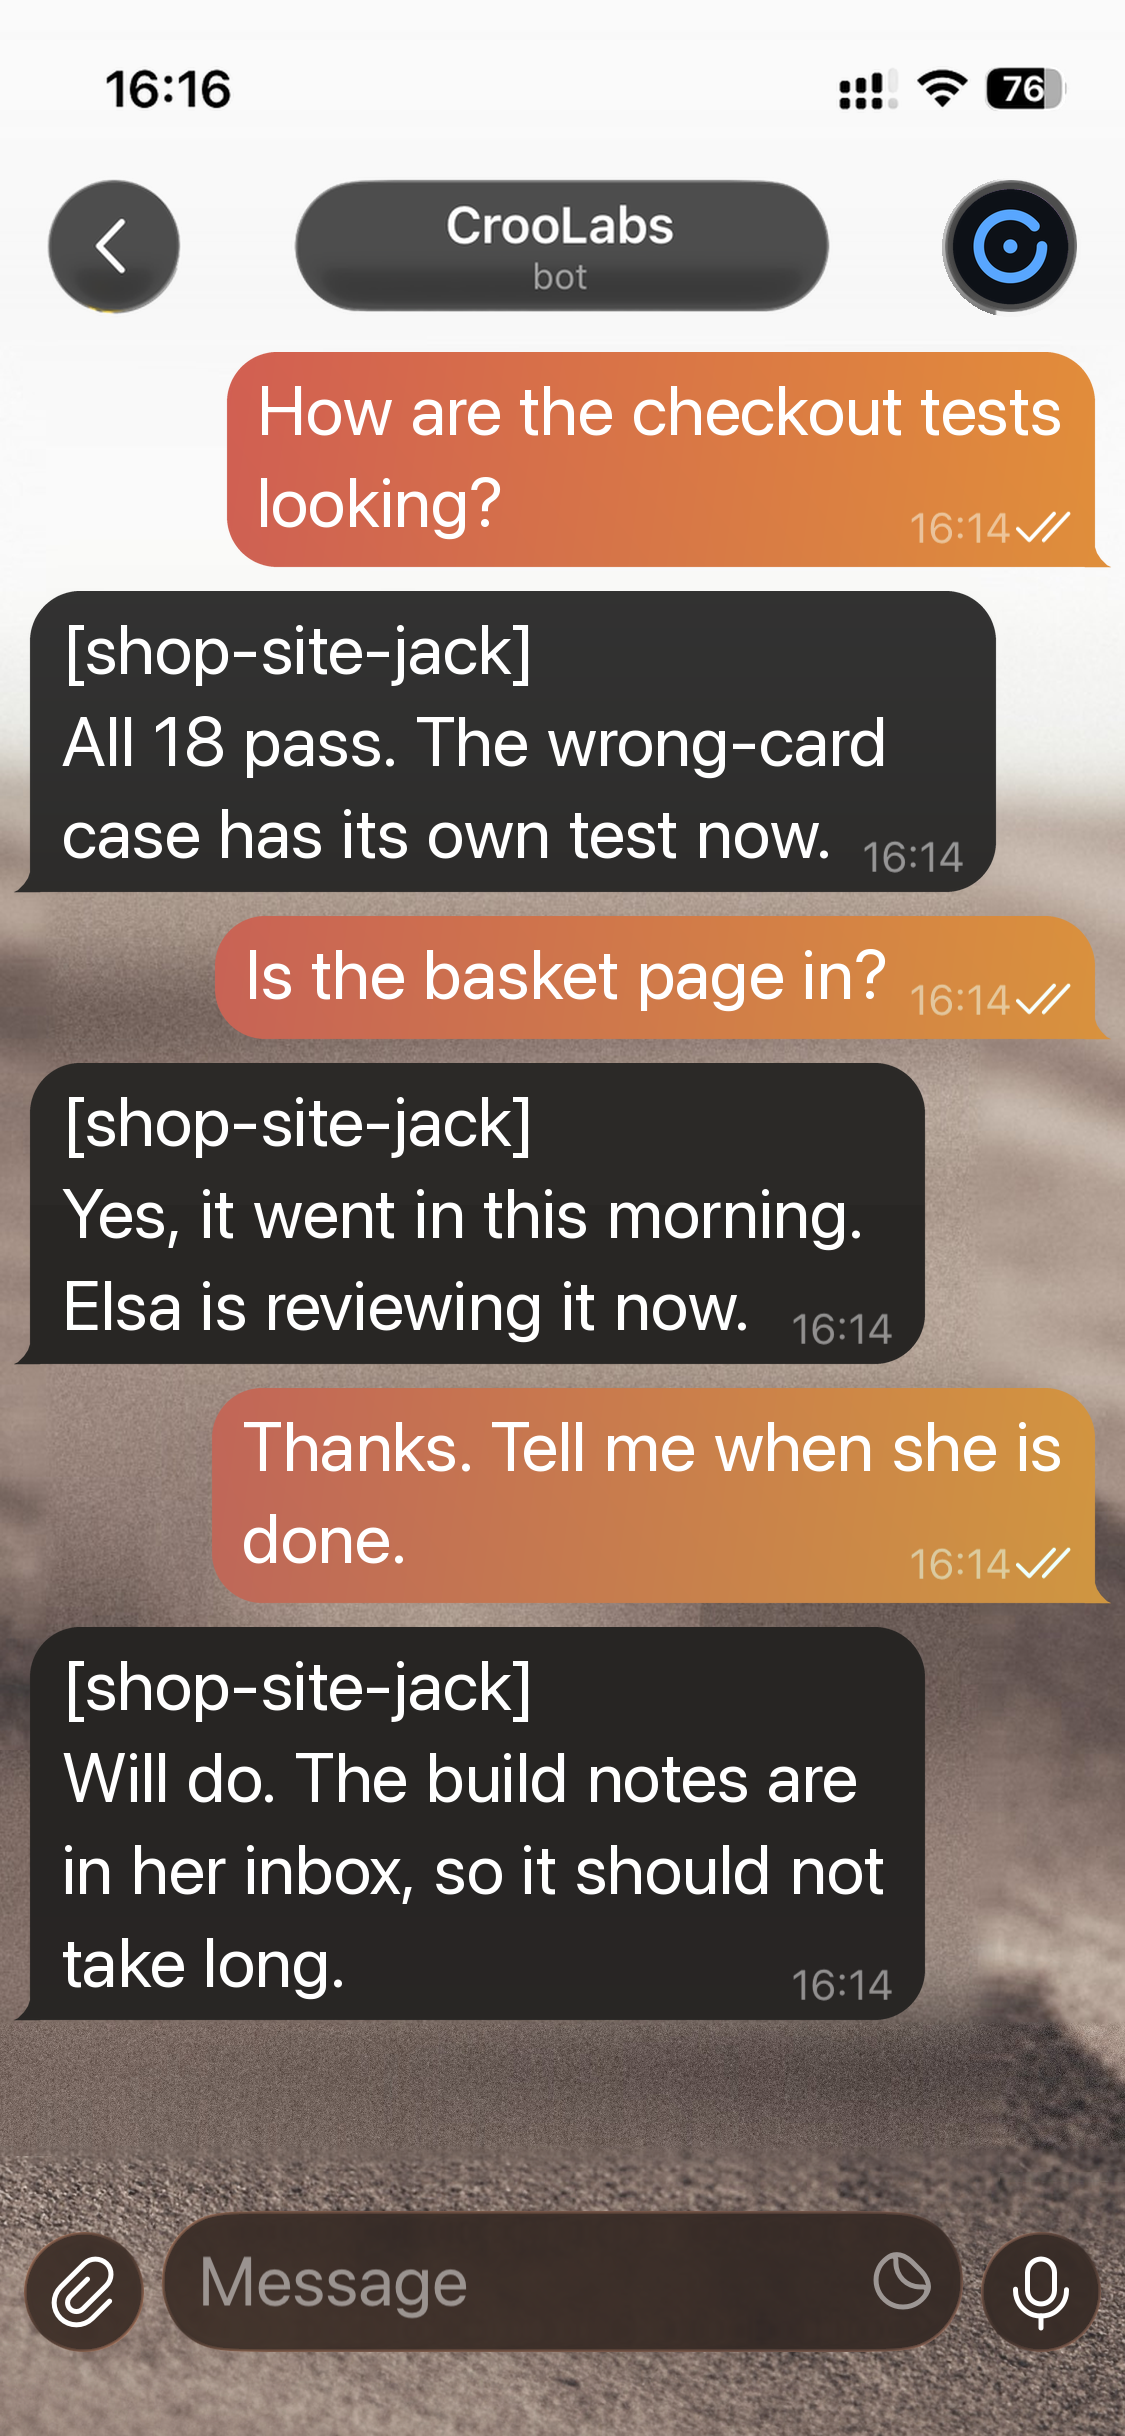 16:16
76
CrooLabs
bot
How are the checkout tests
looking?
16:14
[shop-site-jack]
All 18 pass. The wrong-card
case has its own test now.
16:14
Is the basket page in?
16:14
[shop-site-jack]
Yes, it went in this morning.
Elsa is reviewing it now.
16:14
Thanks. Tell me when she is
done.
16:14
[shop-site-jack]
Will do. The build notes are
in her inbox, so it should not
take long.
16:14
Message